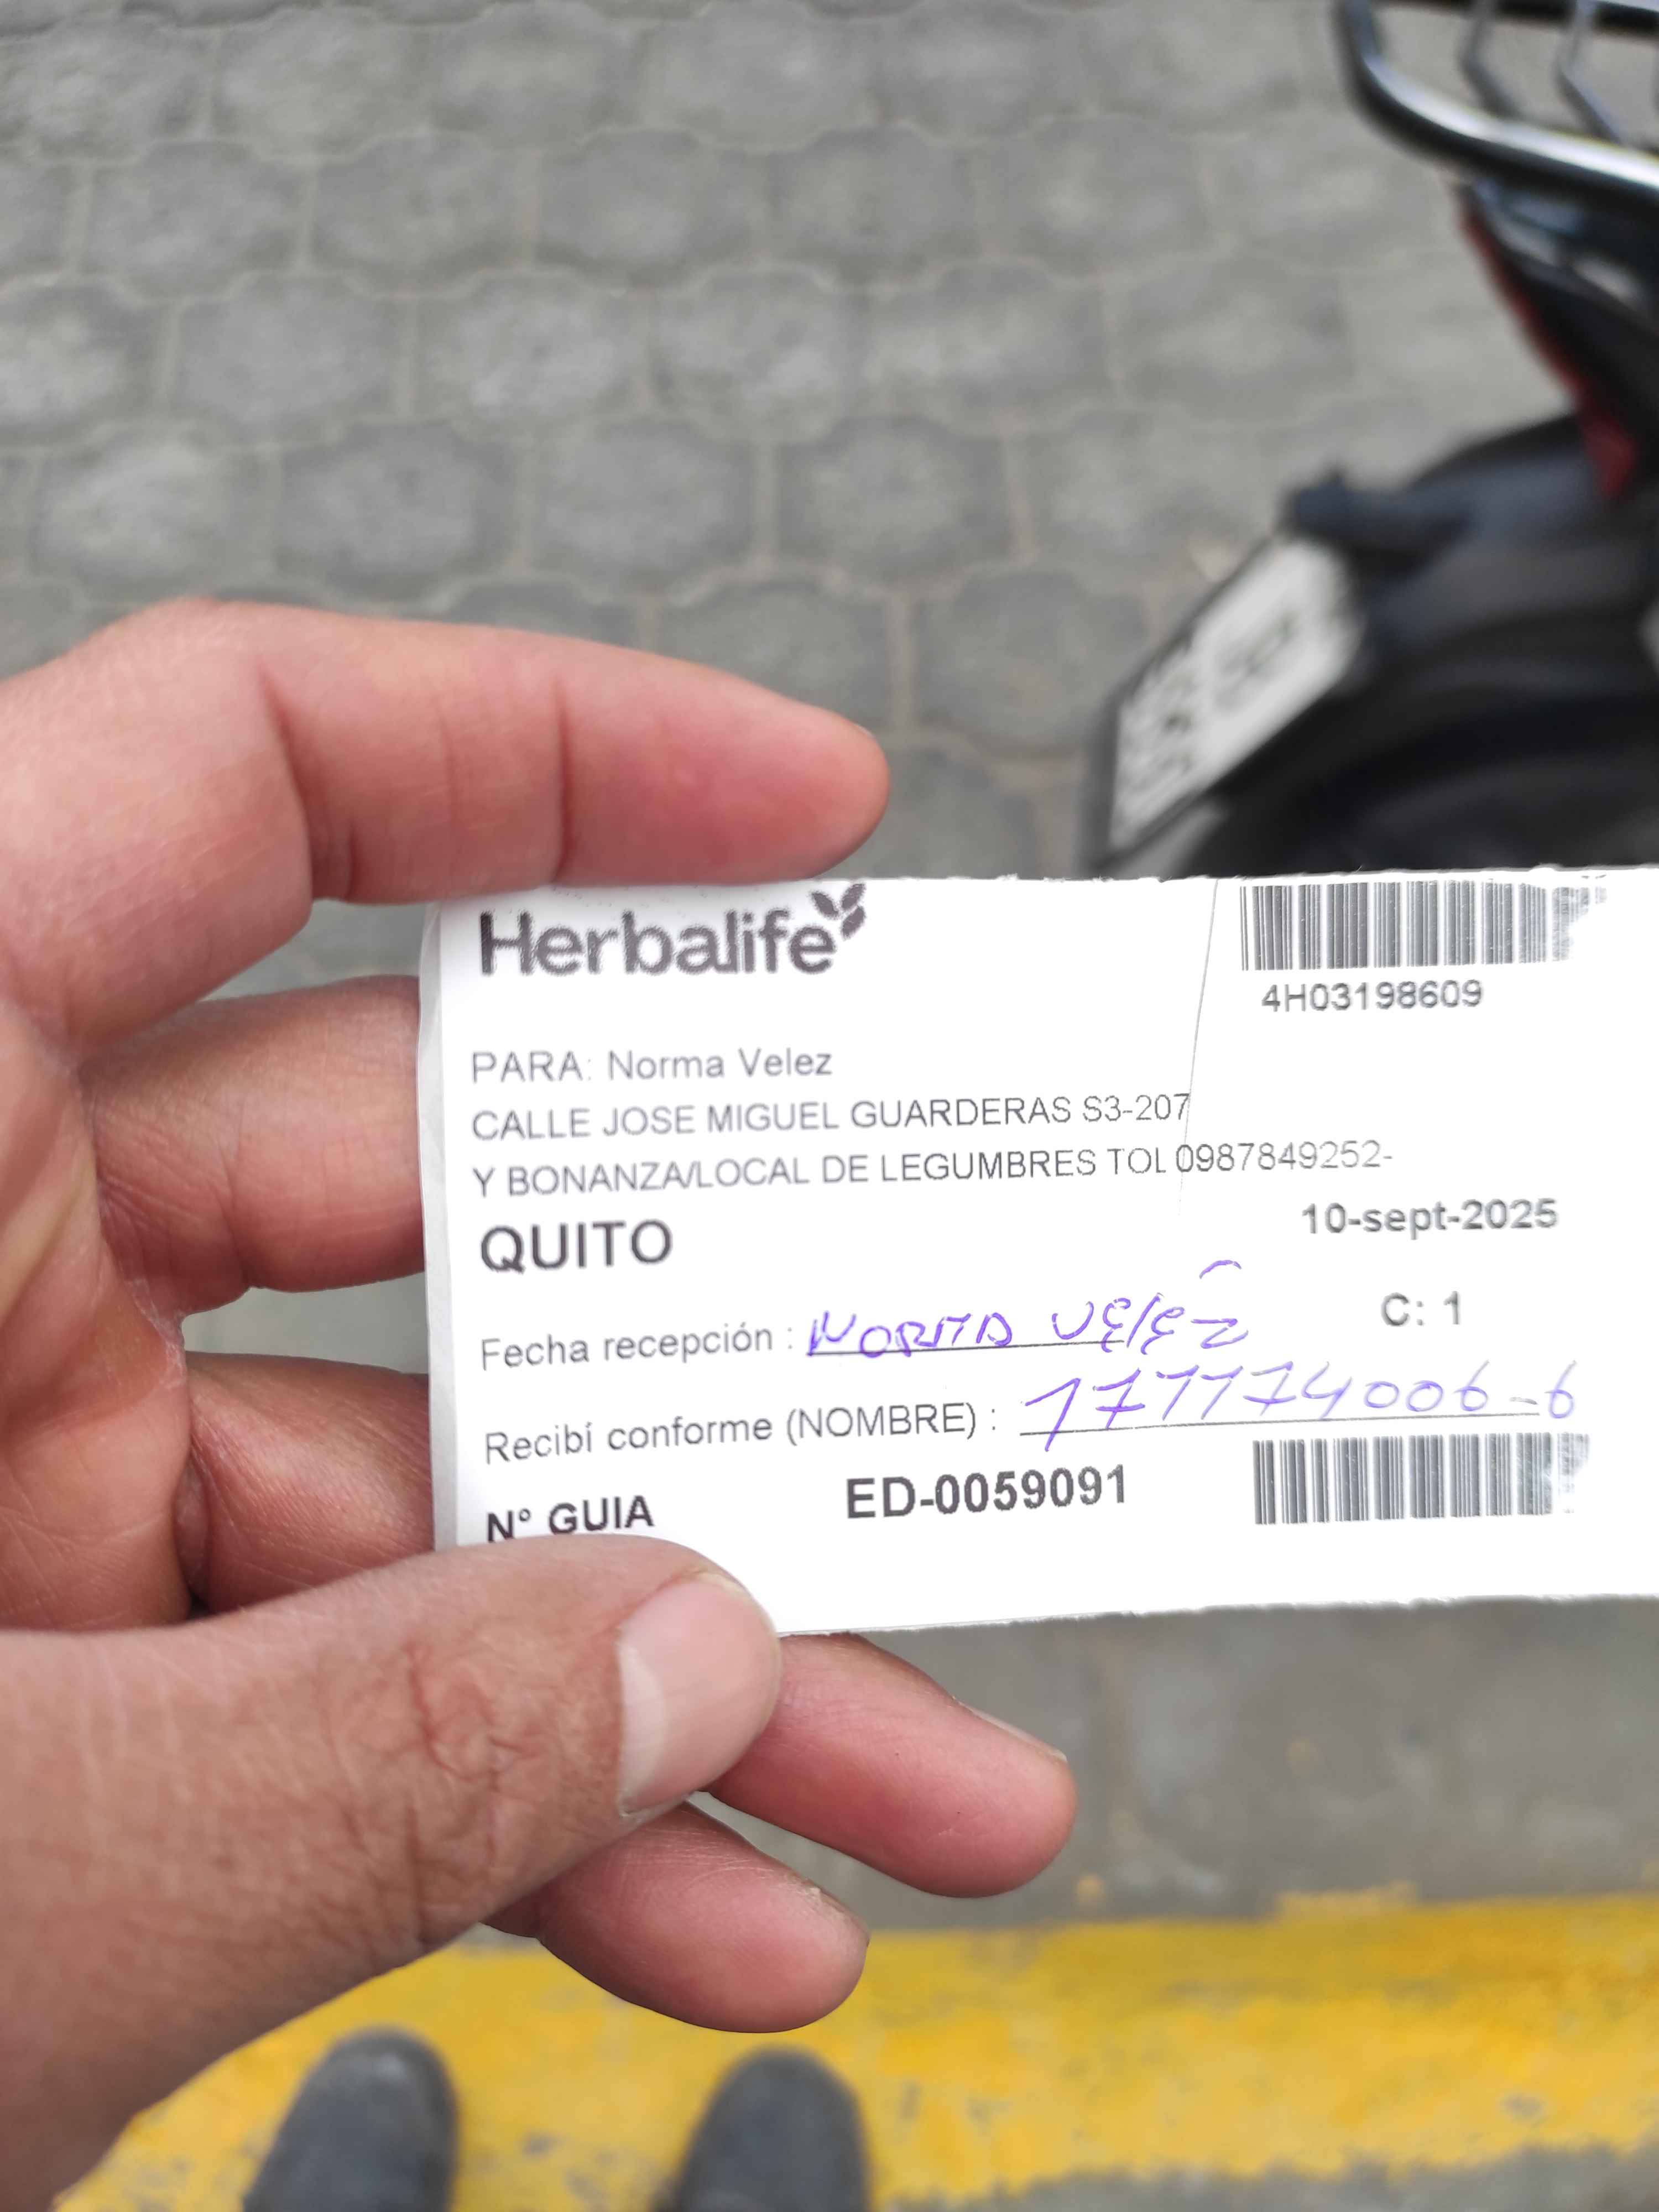 Herbalife
4H03198609
PARA: Norma Velez
CALLE JOSE MIGUEL GUARDERAS S3-207
Y BONANZA/LOCAL DE LEGUMBRES TOL 0987849252-
QUITO
10-sept-2025
C: 1
Fecha recepción : NORMA VElEZ
Recibí conforme (NOMBRE) : 171174006-6
N° GUIA ED-0059091